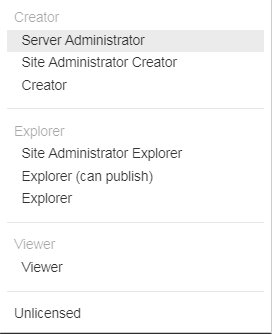 Creator
Server Administrator
Site Administrator Creator
Creator
Explorer
Site Administrator Explorer
Explorer (can publish)
Explorer
Viewer
Viewer
Unlicensed